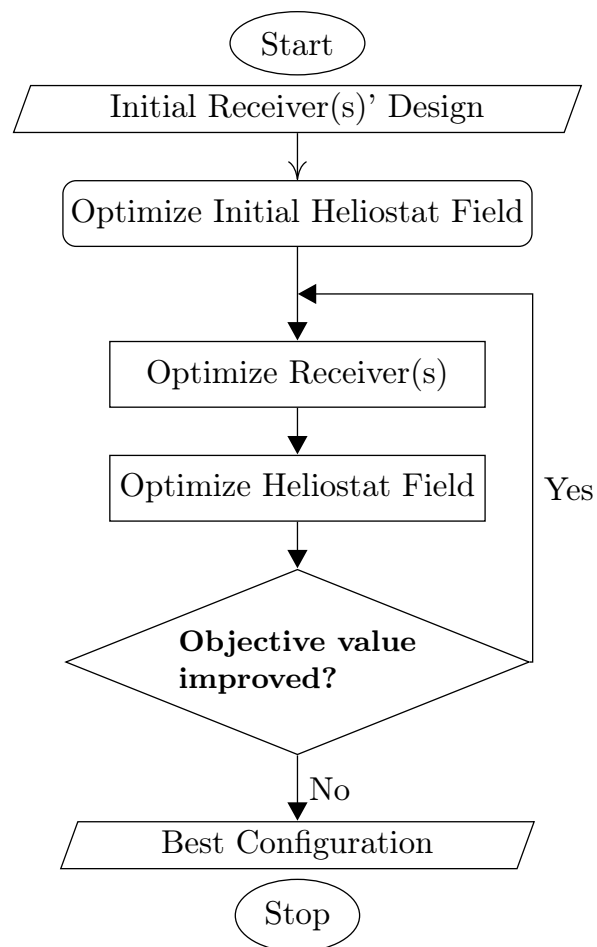 Start
Initial Receiver(s)’ Design
Optimize Initial Heliostat Field
Optimize Receiver(s)
Optimize Heliostat Field
Yes
Objective value
improved?
No
Best Configuration
Stop